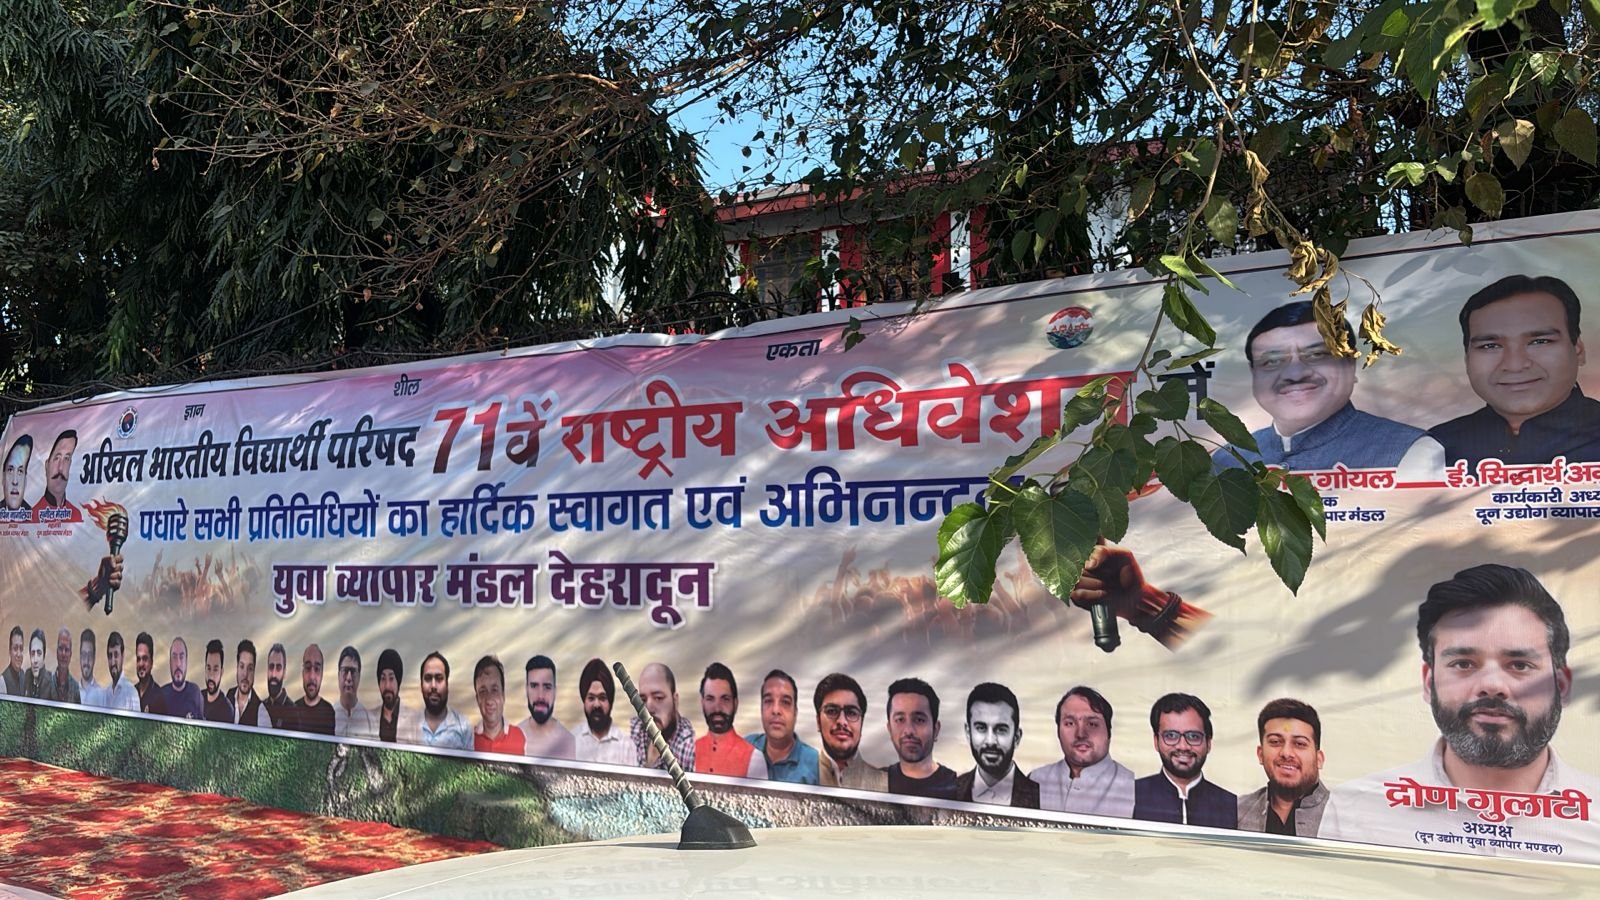 ज्ञान
शील
एकता
अखिल भारतीय विद्यार्थी परिषद 71वें राष्ट्रीय अधिवेशन में
पधारे सभी प्रतिनिधियों का हार्दिक स्वागत एवं अभिनन्दन
युवा व्यापार मंडल देहरादून
गोयल
ई. सिद्धार्थ
कार्यकारी अध्य
दून उद्योग व्यापार
सुनील मेसोन
द्रोण गुलाटी
अध्यक्ष
(दून उद्योग युवा व्यापार मण्डल)